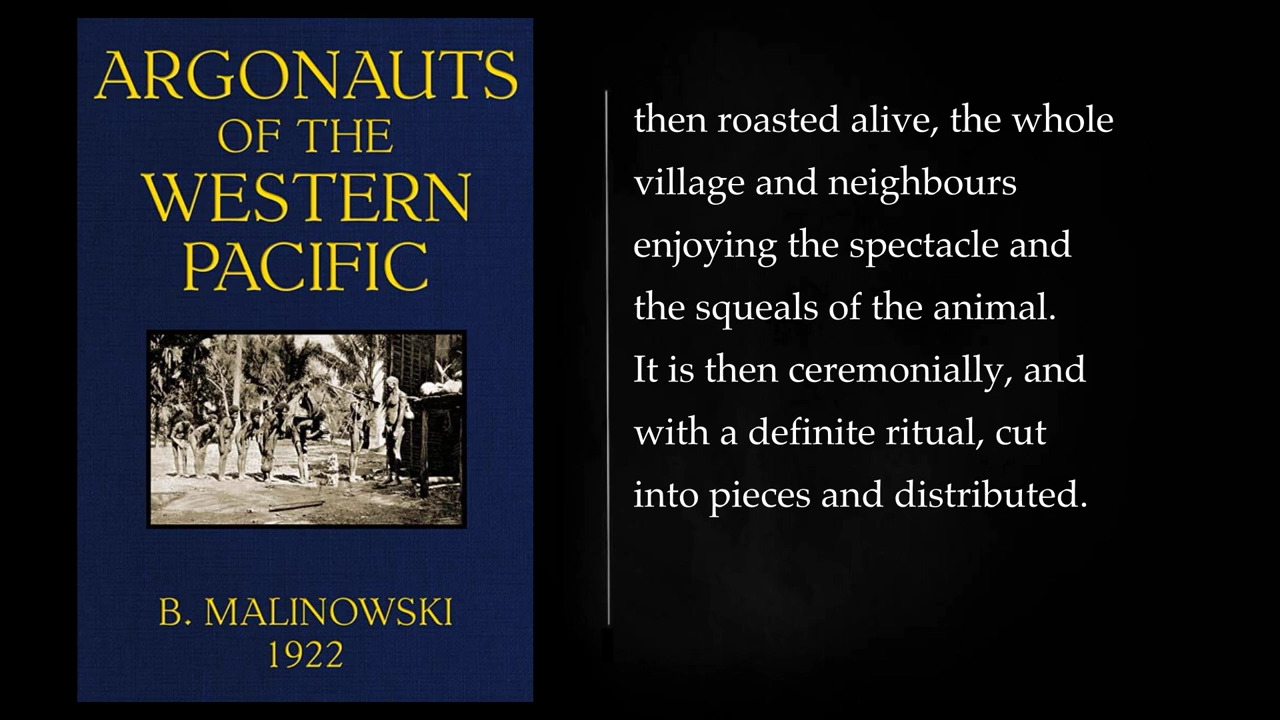 ARGONAUTS
OF THE
WESTERN
PACIFIC
B. MALINOWSKI
1922
then roasted alive, the whole
village and neighbours
enjoying the spectacle and
the squeals of the animal.
It is then ceremonially, and
with a definite ritual, cut
into pieces and distributed.